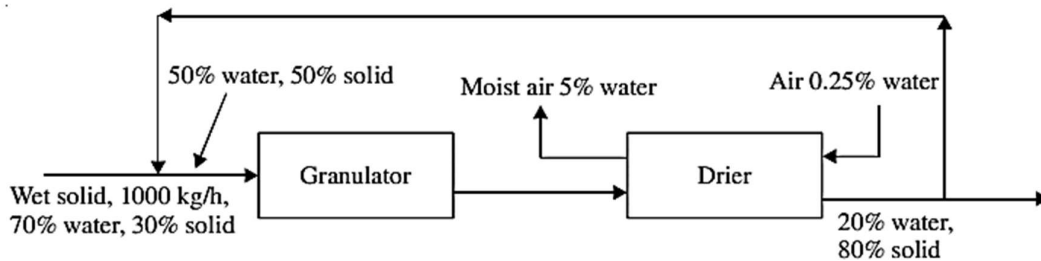 50% water, 50% solid
Moist air 5% water
Air 0.25% water
Granulator
Drier
Wet solid, 1000 kg/h,
70% water, 30% solid
20% water,
80% solid